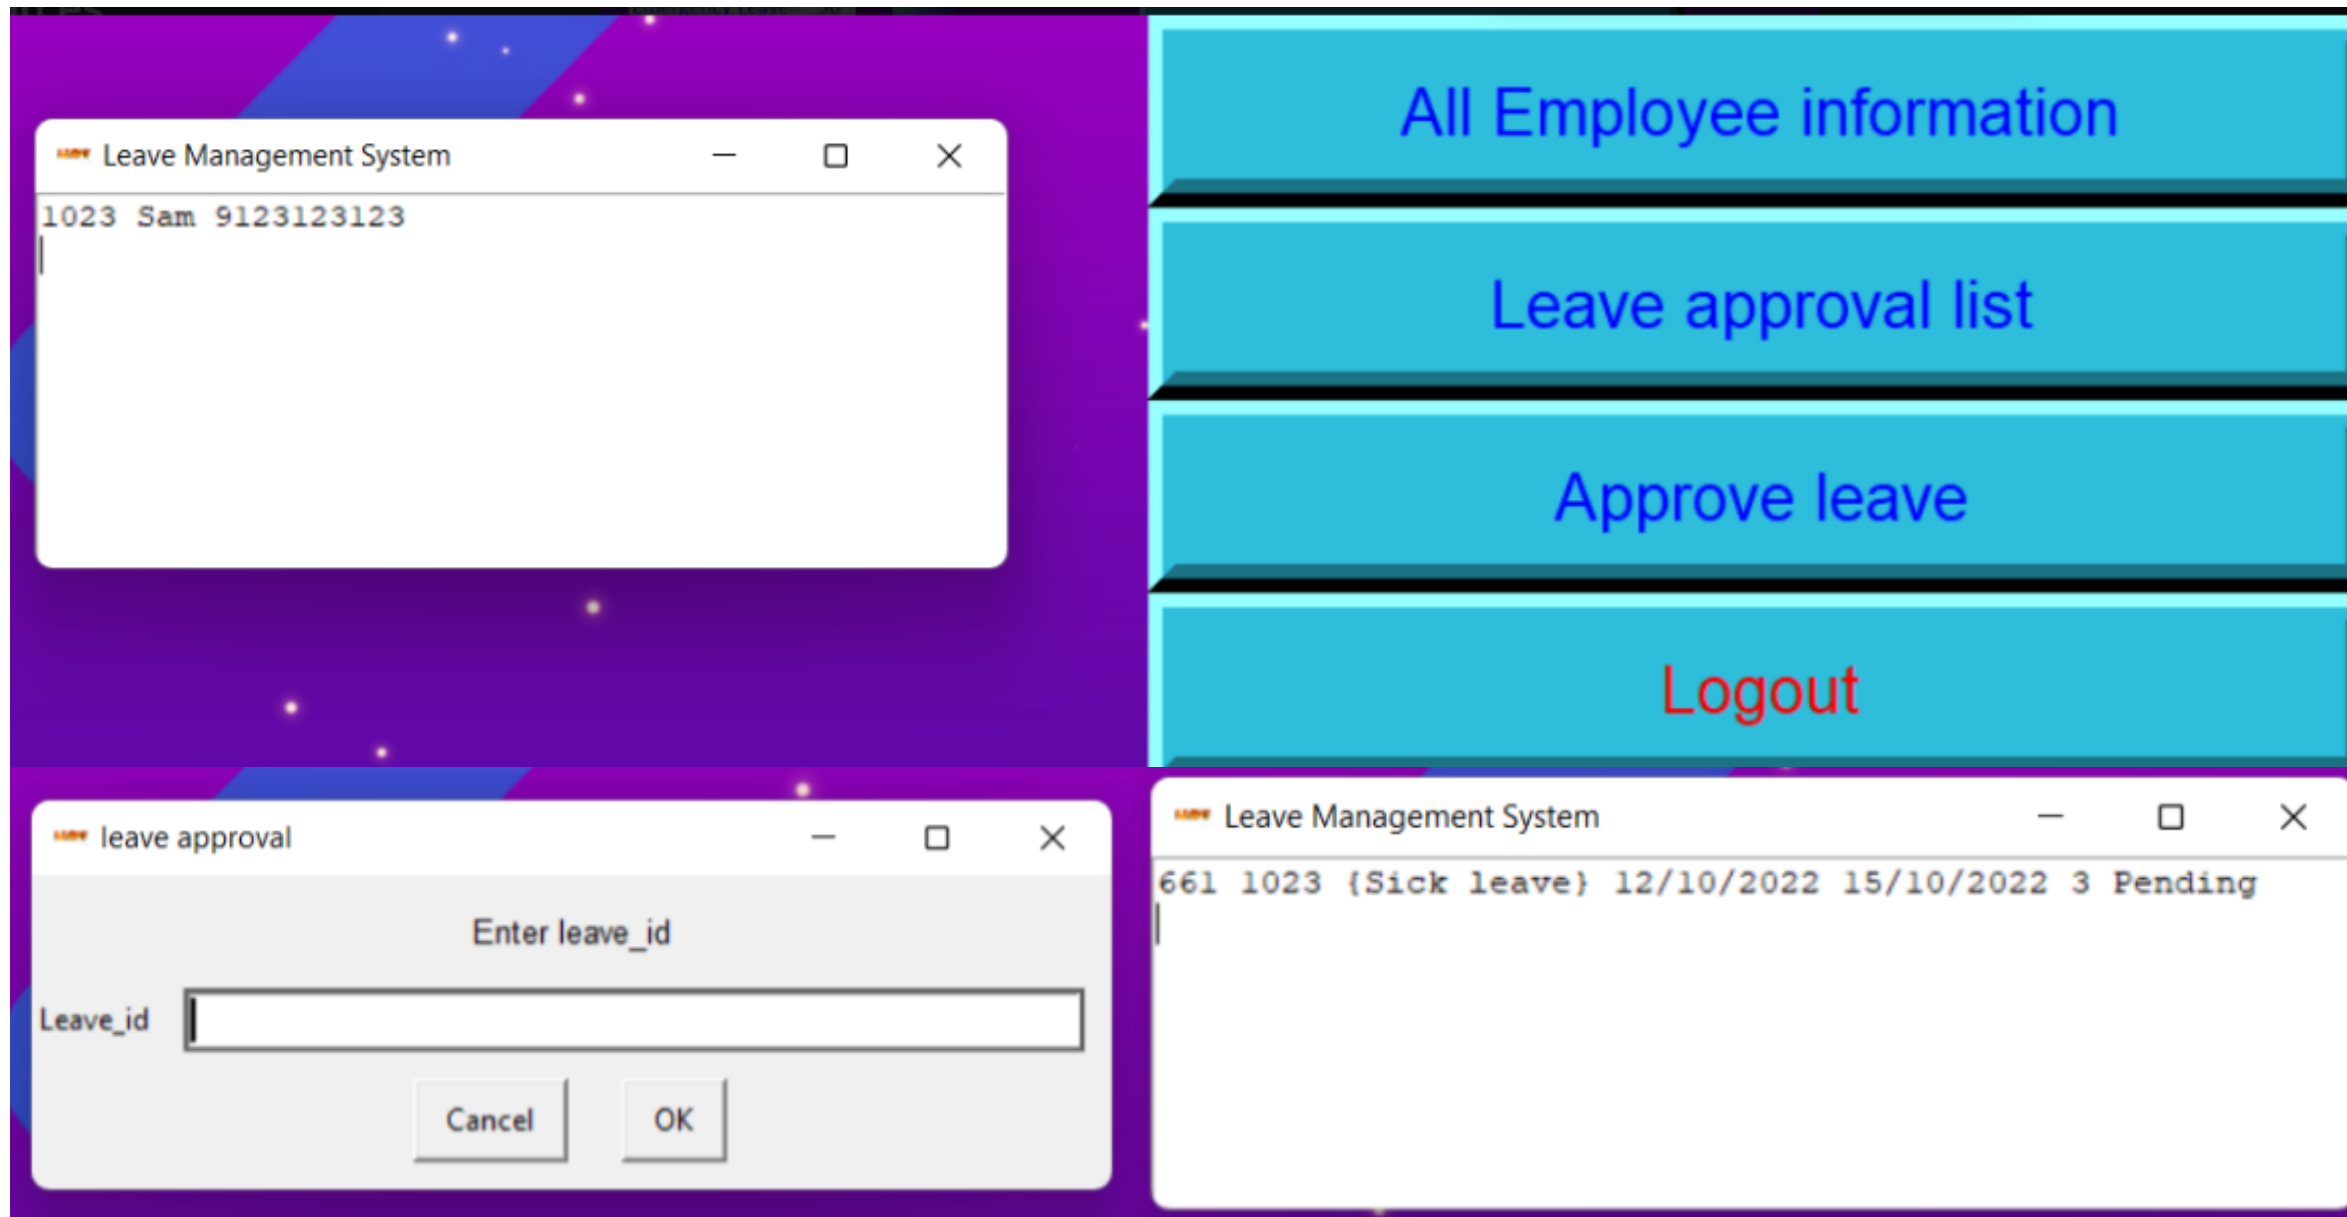 Leave Management System
1023 Sam 9123123123
All Employee information
Leave approval list
Approve leave
Logout
leave approval
Enter leave_id
Leave_id
Cancel
OK
Leave Management System
661 1023 {Sick leave} 12/10/2022 15/10/2022 3 Pending